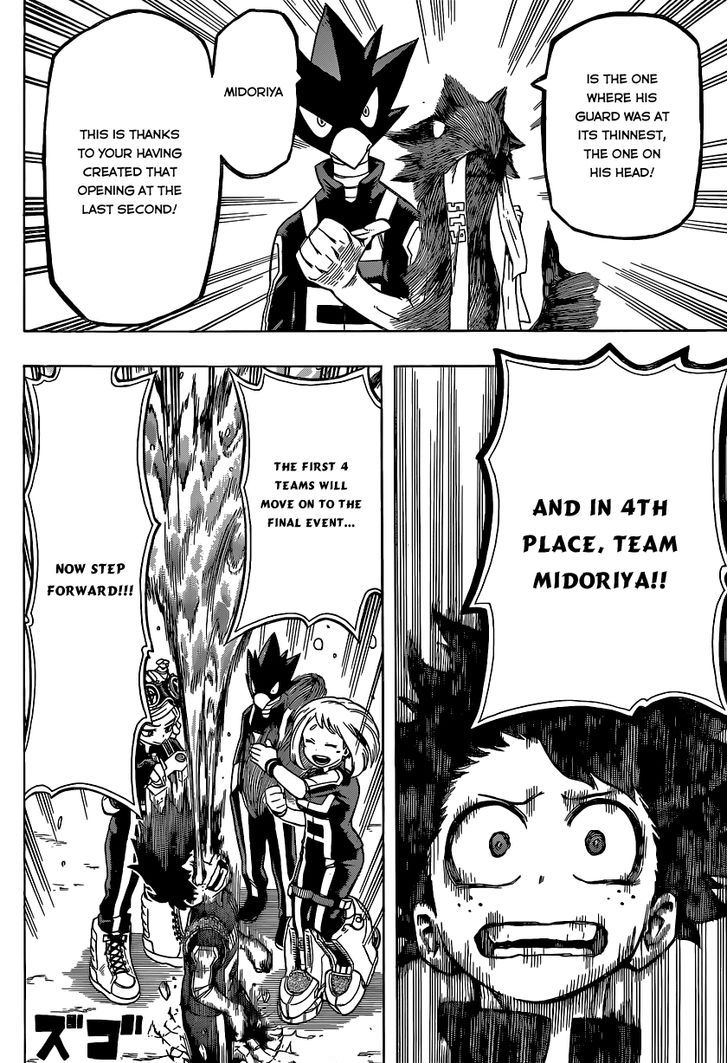 IS THE ONE
WHERE HIS
GUARD WAS AT
ITS THINNEST,
THE ONE ON
HIS HEAD!
MIDORIYA
THIS IS THANKS
TO YOUR HAVING
CREATED THAT
OPENING AT THE
LAST SECOND!
AND IN 4TH
PLACE, TEAM
MIDORIYA!!
THE FIRST 4
TEAMS WILL
MOVE ON TO THE
FINAL EVENT...
NOW STEP
FORWARD!!!
ズゴ